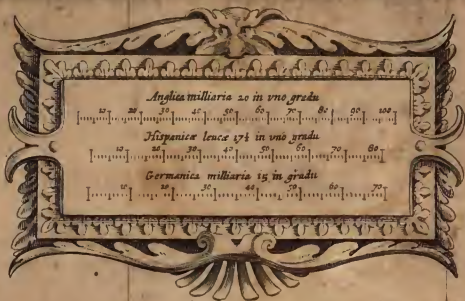 Anglica milliaria 20 in vno gradu
10 20 30 40 50 60 70 80 90 100
Hispanicæ leucæ 17½ in vno gradu
10 20 30 40 50 60 70 80
Germanica milliaria 15 in gradu
10 20 30 40 50 60 70